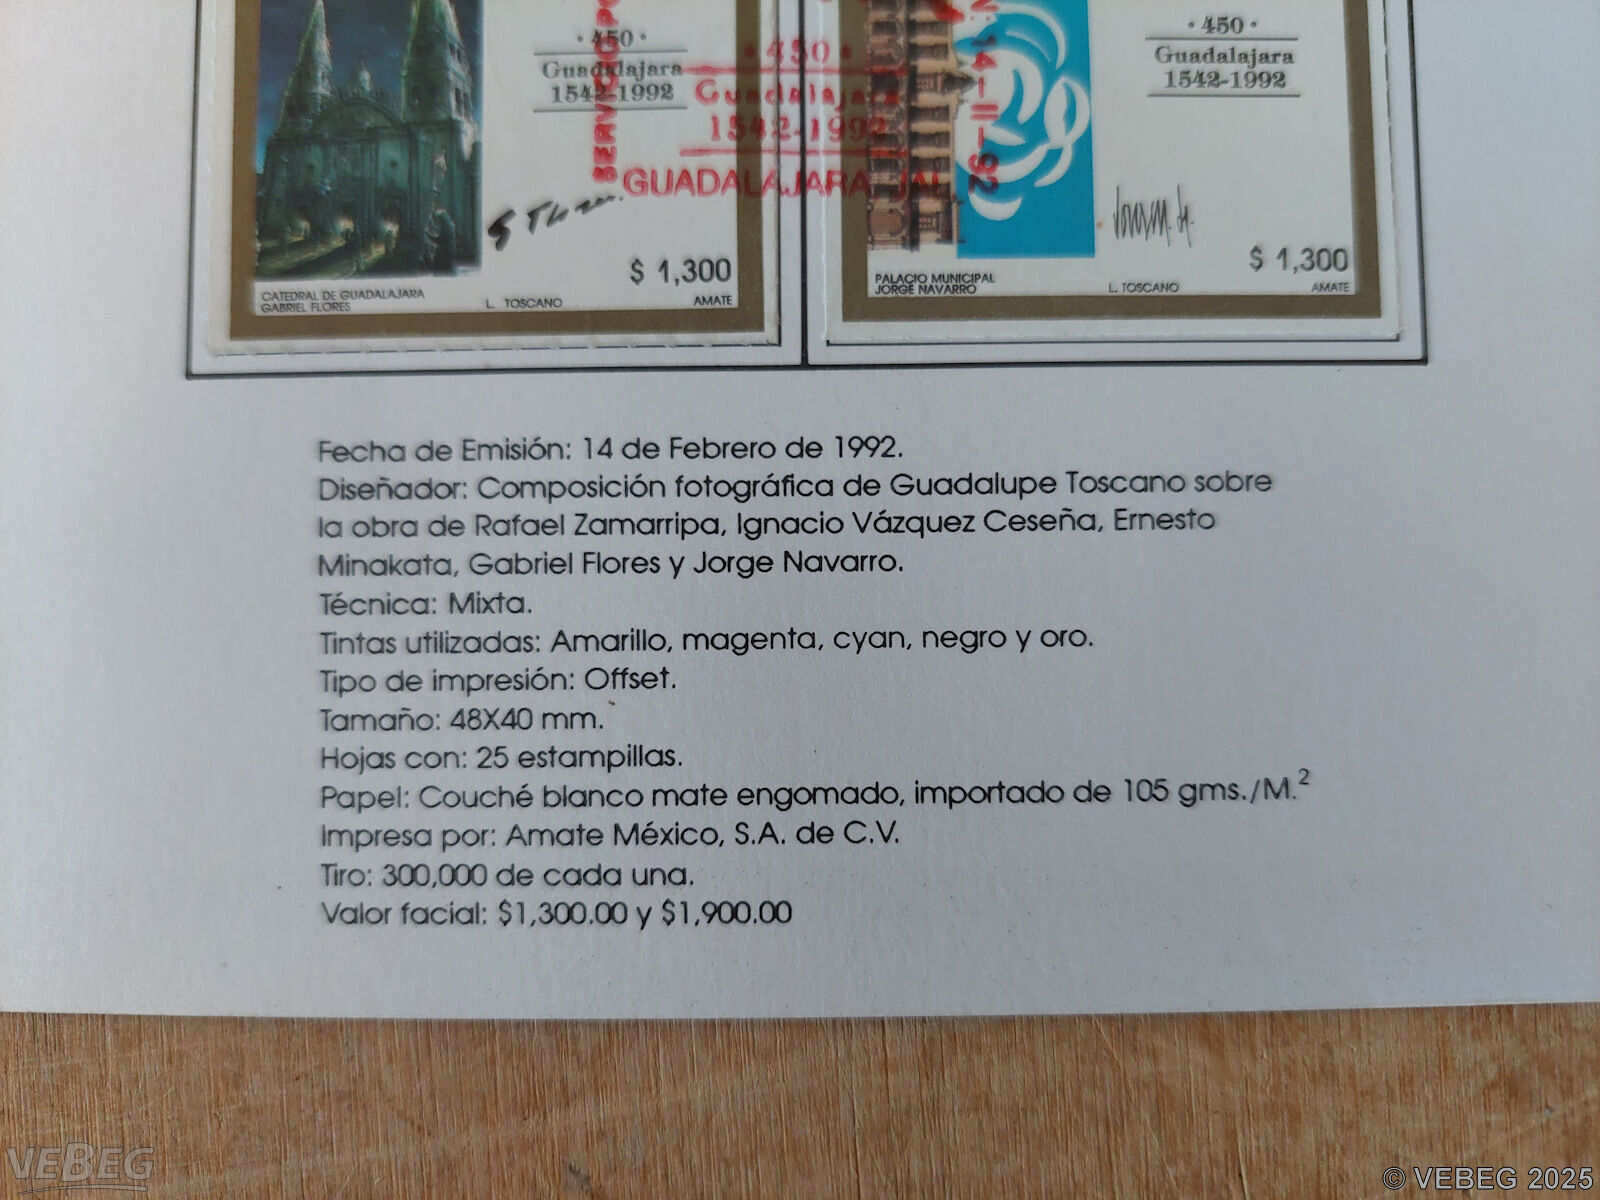 · 450 ·
Guadalajara
1542-1992
SERVICIO PO
· 450 ·
Guadalajara
1542-1992
GUADALAJARA, JAL
14-II-92
· 450 ·
Guadalajara
1542-1992
$ 1,300
CATEDRAL DE GUADALAJARA
GABRIEL FLORES
L. TOSCANO
AMATE
$ 1,300
PALACIO MUNICIPAL
JORGE NAVARRO
L. TOSCANO
AMATE
Fecha de Emisión: 14 de Febrero de 1992.
Diseñador: Composición fotográfica de Guadalupe Toscano sobre
la obra de Rafael Zamarripa, Ignacio Vázquez Ceseña, Ernesto
Minakata, Gabriel Flores y Jorge Navarro.
Técnica: Mixta.
Tintas utilizadas: Amarillo, magenta, cyan, negro y oro.
Tipo de impresión: Offset.
Tamaño: 48X40 mm.
Hojas con: 25 estampillas.
Papel: Couché blanco mate engomado, importado de 105 gms./M.²
Impresa por: Amate México, S.A. de C.V.
Tiro: 300,000 de cada una.
Valor facial: $1,300.00 y $1,900.00
VEBEG
© VEBEG 2025